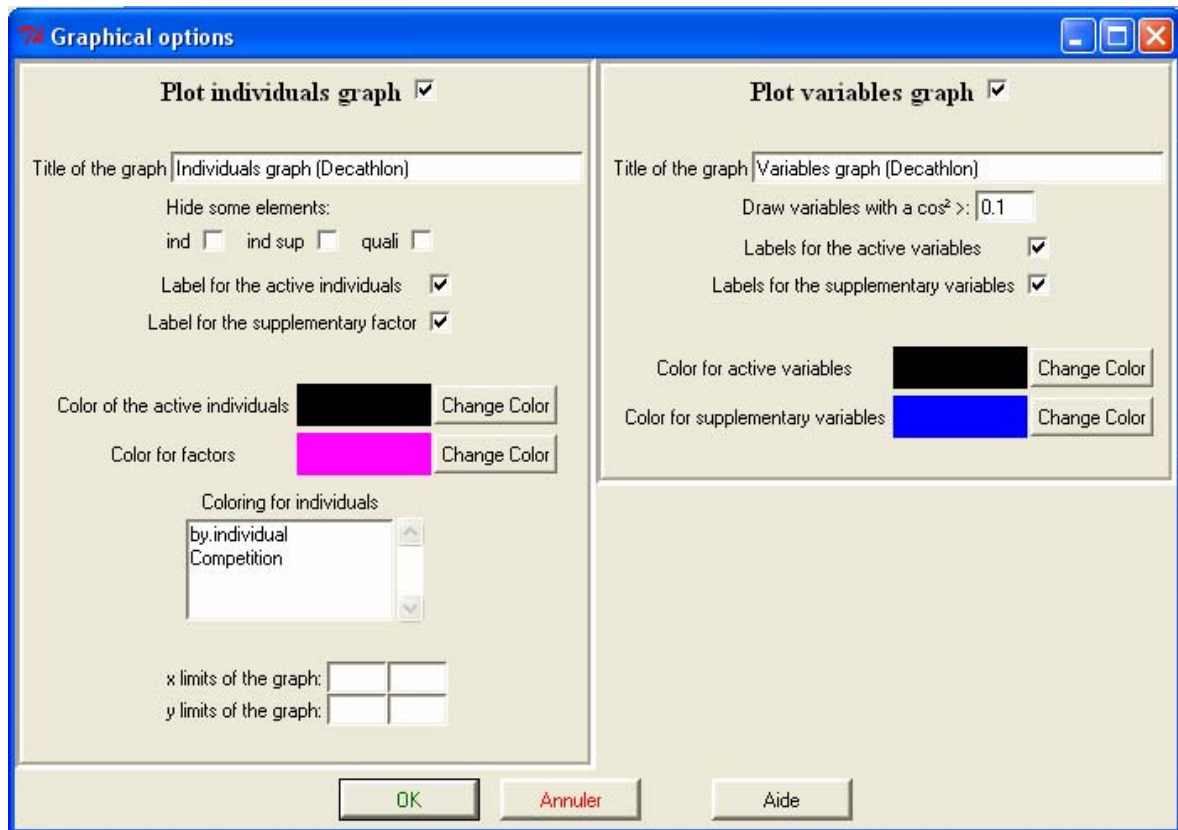 Graphical options
Plot individuals graph
Title of the graph Individuals graph (Decathlon)
Hide some elements:
ind ind sup quali
Label for the active individuals
Label for the supplementary factor
Color of the active individuals Change Color
Color for factors Change Color
Coloring for individuals
by.individual
Competition
x limits of the graph:
y limits of the graph:
Plot variables graph
Title of the graph Variables graph (Decathlon)
Draw variables with a cos² >: 0.1
Labels for the active variables
Labels for the supplementary variables
Color for active variables Change Color
Color for supplementary variables Change Color
OK Annuler Aide